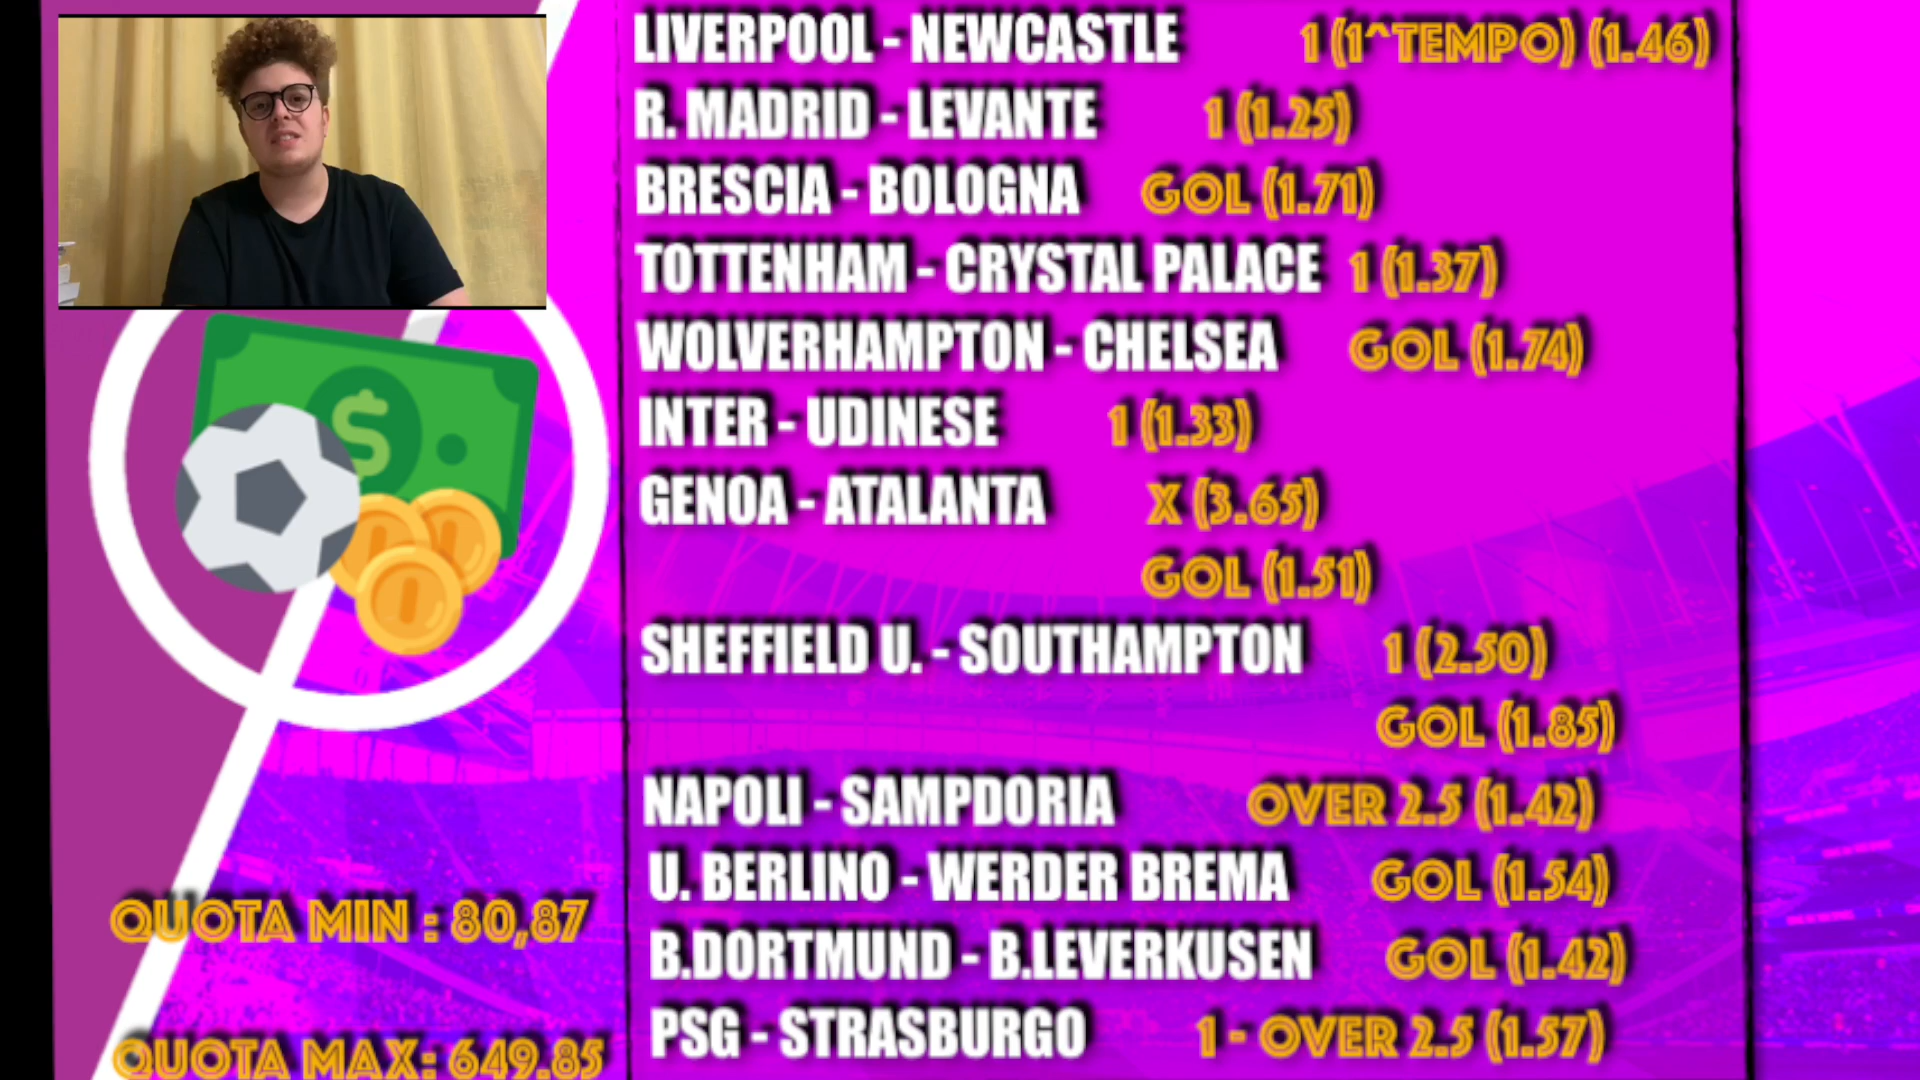 LIVERPOOL - NEWCASTLE 1 (1^TEMPO) (1.46)
R. MADRID - LEVANTE 1 (1.25)
BRESCIA - BOLOGNA GOL (1.71)
TOTTENHAM - CRYSTAL PALACE 1 (1.37)
WOLVERHAMPTON - CHELSEA GOL (1.74)
INTER - UDINESE 1 (1.33)
GENOA - ATALANTA X (3.65)
GOL (1.51)
SHEFFIELD U. - SOUTHAMPTON 1 (2.50)
GOL (1.85)
NAPOLI - SAMPDORIA OVER 2.5 (1.42)
U. BERLINO - WERDER BREMA GOL (1.54)
B.DORTMUND - B.LEVERKUSEN GOL (1.42)
PSG - STRASBURGO 1 - OVER 2.5 (1.57)
QUOTA MIN : 80,87
QUOTA MAX: 649.85
$